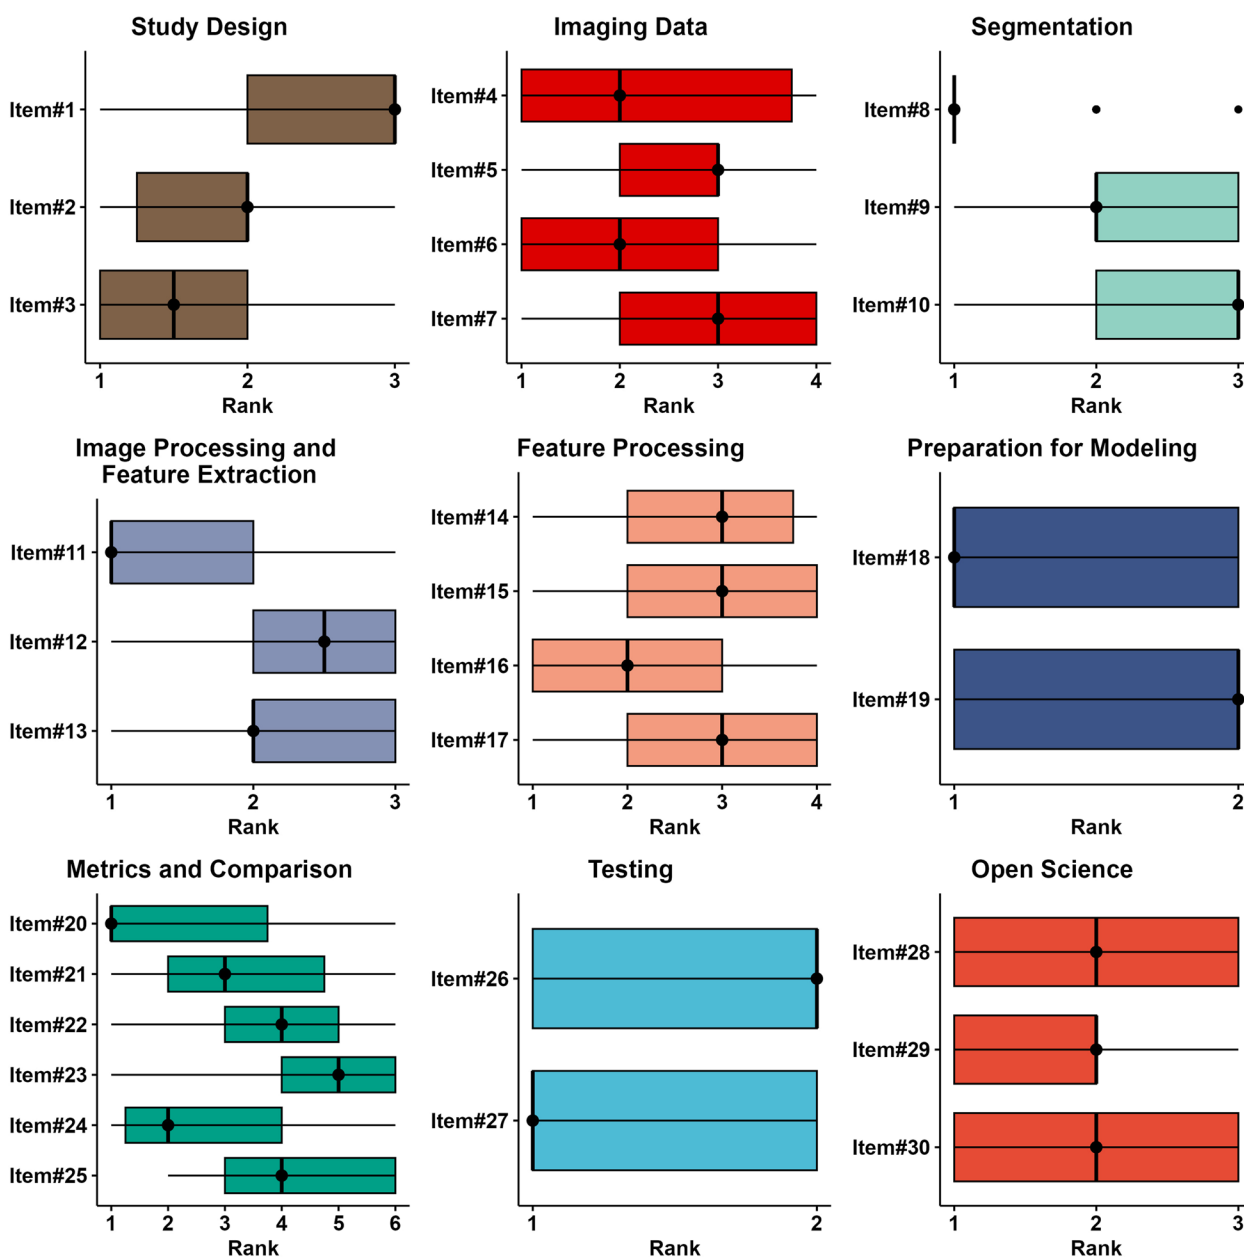 Study Design
Item#1
Item#2
Item#3
1 2 3
Rank
Imaging Data
Item#4
Item#5
Item#6
Item#7
1 2 3 4
Rank
Segmentation
Item#8
Item#9
Item#10
1 2 3
Rank
Image Processing and
Feature Extraction
Item#11
Item#12
Item#13
1 2 3
Rank
Feature Processing
Item#14
Item#15
Item#16
Item#17
1 2 3 4
Rank
Preparation for Modeling
Item#18
Item#19
1 2
Rank
Metrics and Comparison
Item#20
Item#21
Item#22
Item#23
Item#24
Item#25
1 2 3 4 5 6
Rank
Testing
Item#26
Item#27
1 2
Rank
Open Science
Item#28
Item#29
Item#30
1 2 3
Rank